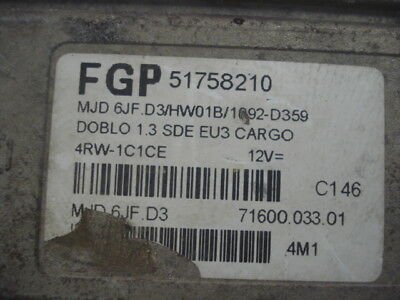 FGP 51758210
MJD 6JF.D3/HW01B/1092-D359
DOBLO 1.3 SDE EU3 CARGO
4RW-1C1CE 12V=
C146
MJD 6JF.D3 71600.033.01
4M1